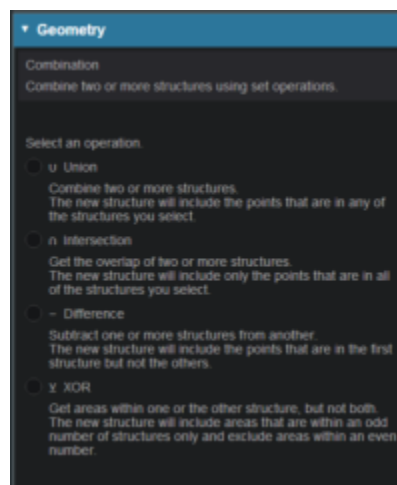 ▼ Geometry
Combination
Combine two or more structures using set operations.
Select an operation.
∪ Union
Combine two or more structures.
The new structure will include the points that are in any of
the structures you select.
∩ Intersection
Get the overlap of two or more structures.
The new structure will include only the points that are in all
of the structures you select.
− Difference
Subtract one or more structures from another.
The new structure will include the points that are in the first
structure but not the others.
⊻ XOR
Get areas within one or the other structure, but not both.
The new structure will include areas that are within an odd
number of structures only and exclude areas within an even
number.